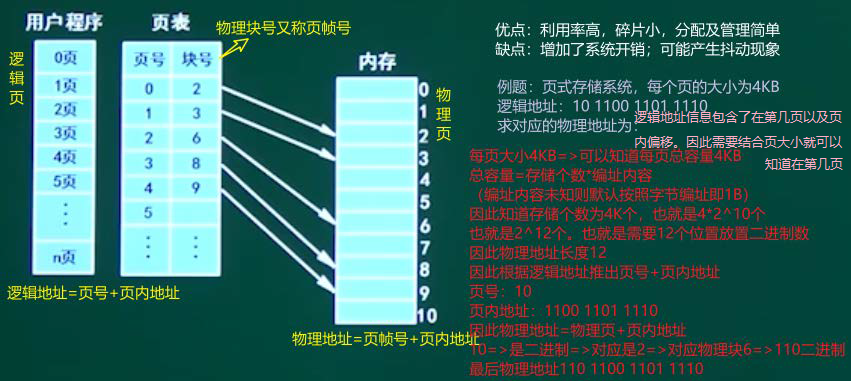 用户程序
页表
物理块号又称页帧号
逻辑页
0页
1页
2页
3页
4页
5页
n页
页号 块号
0 2
1 3
2 6
3 8
4 9
5
内存
0
1
2
3
4
5
6
7
8
9
10
物理页
逻辑地址=页号+页内地址
物理地址=页帧号+页内地址
优点：利用率高，碎片小，分配及管理简单
缺点：增加了系统开销；可能产生抖动现象
例题：页式存储系统，每个页的大小为4KB
逻辑地址：10 1100 1101 1110
求对应的物理地址为：
逻辑地址信息包含了在第几页以及页
内偏移。因此需要结合页大小就可以
知道在第几页
每页大小4KB=>可以知道每页总容量4KB
总容量=存储个数*编址内容
（编址内容未知则默认按照字节编址即1B）
因此知道存储个数为4K个，也就是4*2^10个
也就是2^12个。也就是需要12个位置放置二进制数
因此物理地址长度12
因此根据逻辑地址推出页号+页内地址
页号：10
页内地址：1100 1101 1110
因此物理地址=物理页+页内地址
10=>是二进制=>对应是2=>对应物理块6=>110二进制
最后物理地址110 1100 1101 1110